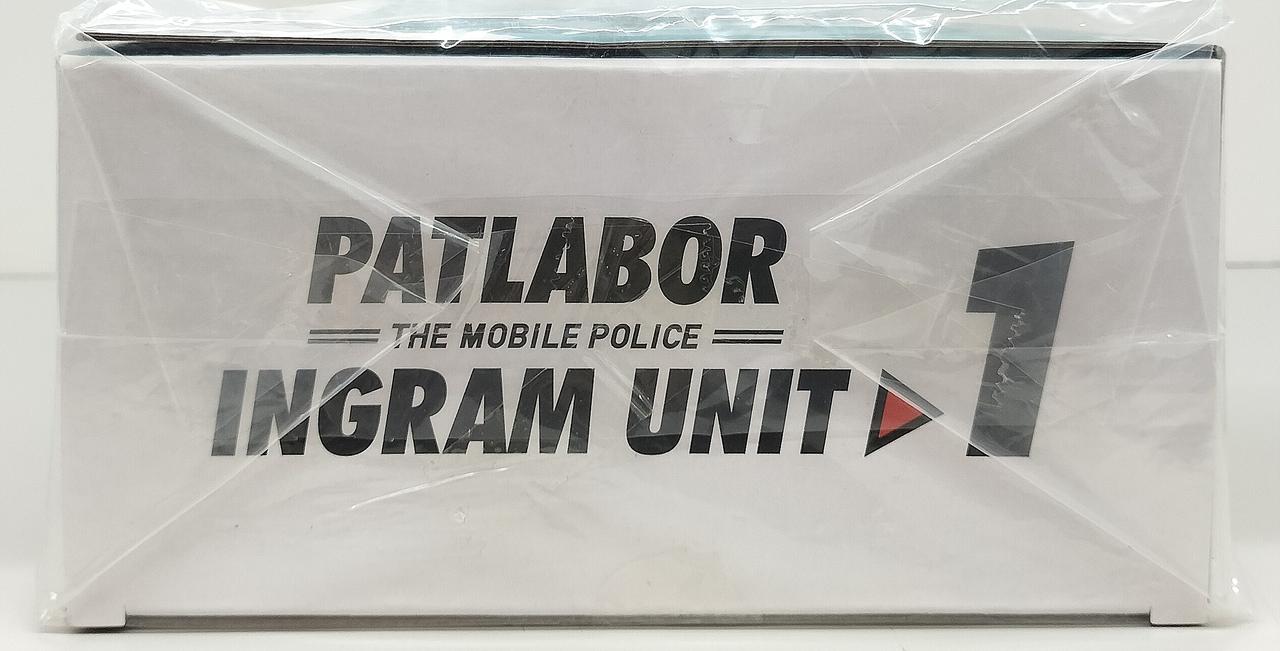 PATLABOR
THE MOBILE POLICE
INGRAM UNIT 1